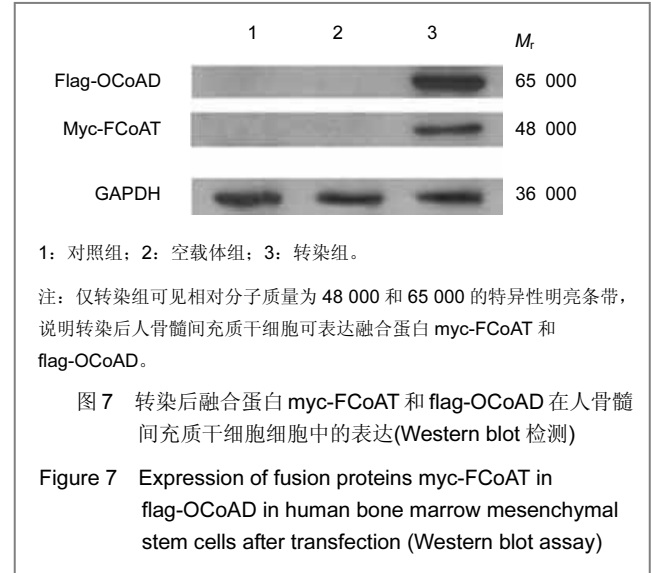 1 2 3 Mr
Flag-OCoAD 65 000
Myc-FCoAT 48 000
GAPDH 36 000
1：对照组；2：空载体组；3：转染组。
注：仅转染组可见相对分子质量为 48 000 和 65 000 的特异性明亮条带，
说明转染后人骨髓间充质干细胞可表达融合蛋白 myc-FCoAT 和
flag-OCoAD。
图 7 转染后融合蛋白 myc-FCoAT 和 flag-OCoAD 在人骨髓
间充质干细胞细胞中的表达(Western blot 检测)
Figure 7 Expression of fusion proteins myc-FCoAT in
flag-OCoAD in human bone marrow mesenchymal
stem cells after transfection (Western blot assay)